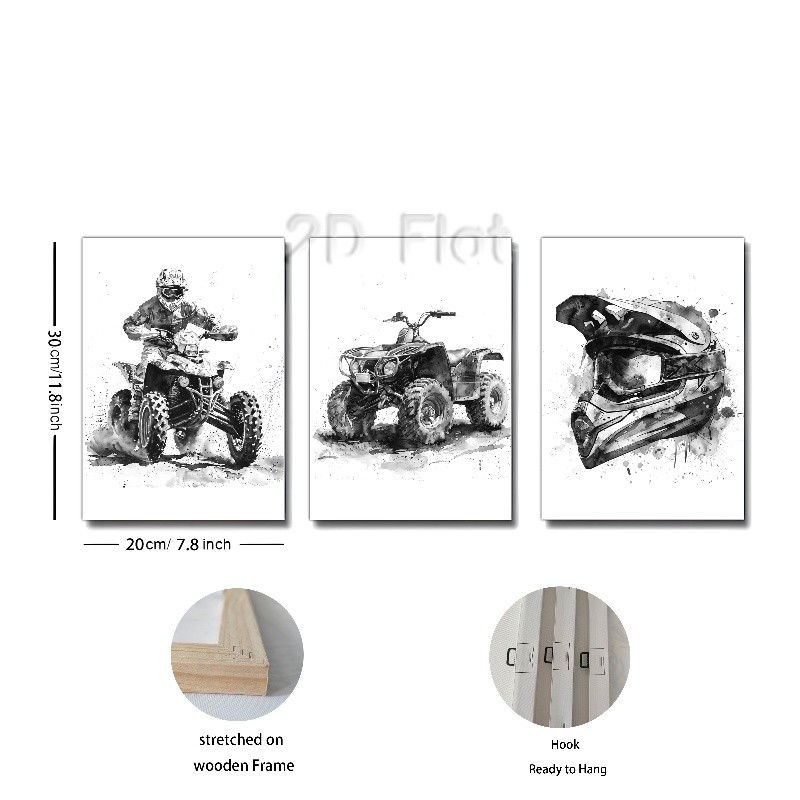 2D Flat
30cm/11.8inch
20cm/ 7.8 inch
stretched on
wooden Frame
Hook
Ready to Hang